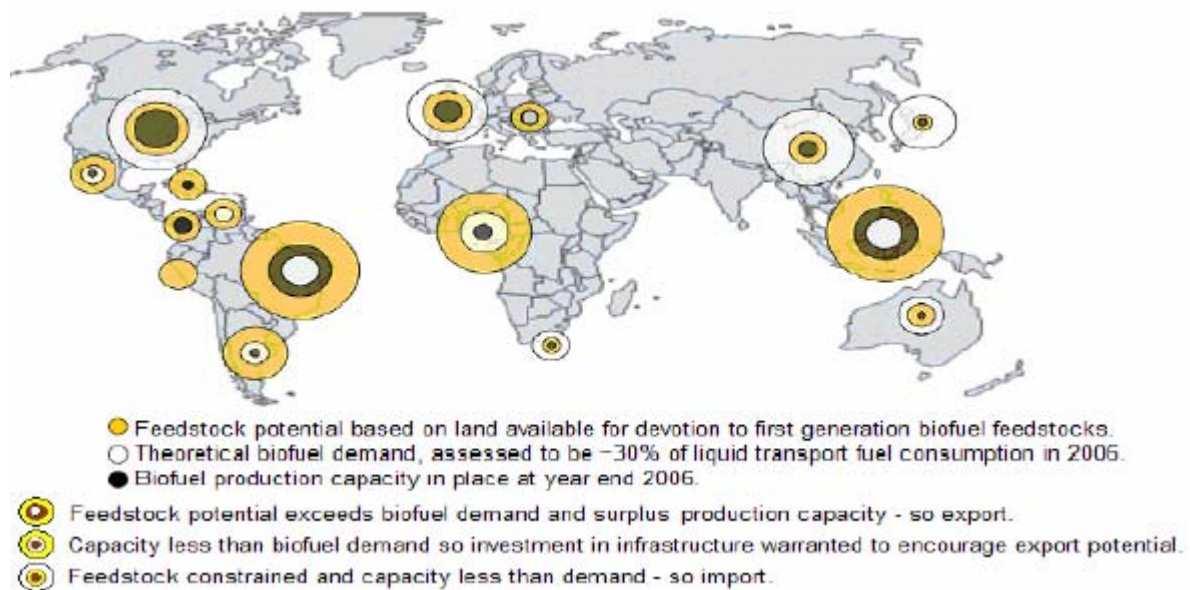 Feedstock potential based on land available for devotion to first generation biofuel feedstocks.
Theoretical biofuel demand, assessed to be ~30% of liquid transport fuel consumption in 2006.
Biofuel production capacity in place at year end 2006.
Feedstock potential exceeds biofuel demand and surplus production capacity - so export.
Capacity less than biofuel demand so investment in infrastructure warranted to encourage export potential.
Feedstock constrained and capacity less than demand - so import.